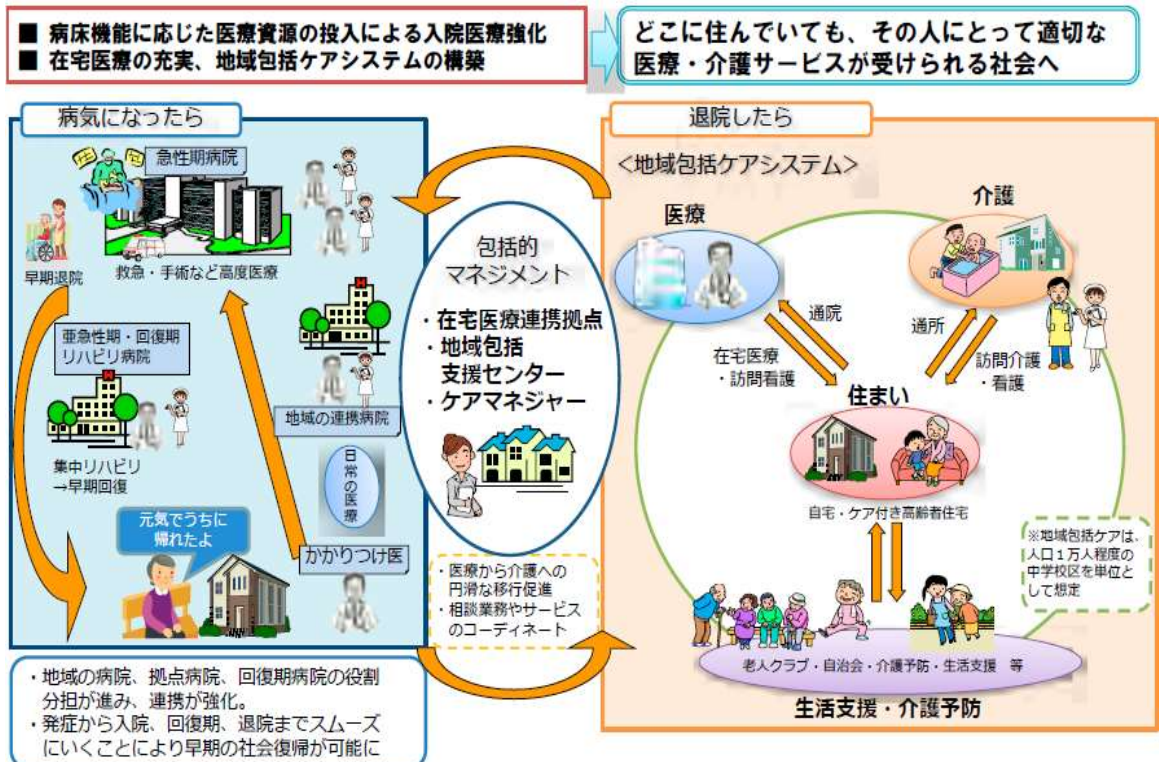 ■ 病床機能に応じた医療資源の投入による入院医療強化
■ 在宅医療の充実、地域包括ケアシステムの構築
どこに住んでいても、その人にとって適切な
医療・介護サービスが受けられる社会へ
病気になったら
急性期病院
早期退院
救急・手術など高度医療
亜急性期・回復期
リハビリ病院
地域の連携病院
集中リハビリ
→早期回復
日常の医療
元気でうちに
帰れたよ
かかりつけ医
・地域の病院、拠点病院、回復期病院の役割
分担が進み、連携が強化。
・発症から入院、回復期、退院までスムーズ
にいくことにより早期の社会復帰が可能に
包括的
マネジメント
・在宅医療連携拠点
・地域包括
支援センター
・ケアマネジャー
・医療から介護への
円滑な移行促進
・相談業務やサービス
のコーディネート
退院したら
<地域包括ケアシステム>
医療
介護
通院
通所
在宅医療
・訪問看護
訪問介護
・看護
住まい
自宅・ケア付き高齢者住宅
※地域包括ケアは、
人口1万人程度の
中学校区を単位と
して想定
老人クラブ・自治会・介護予防・生活支援 等
生活支援・介護予防
H
H
H